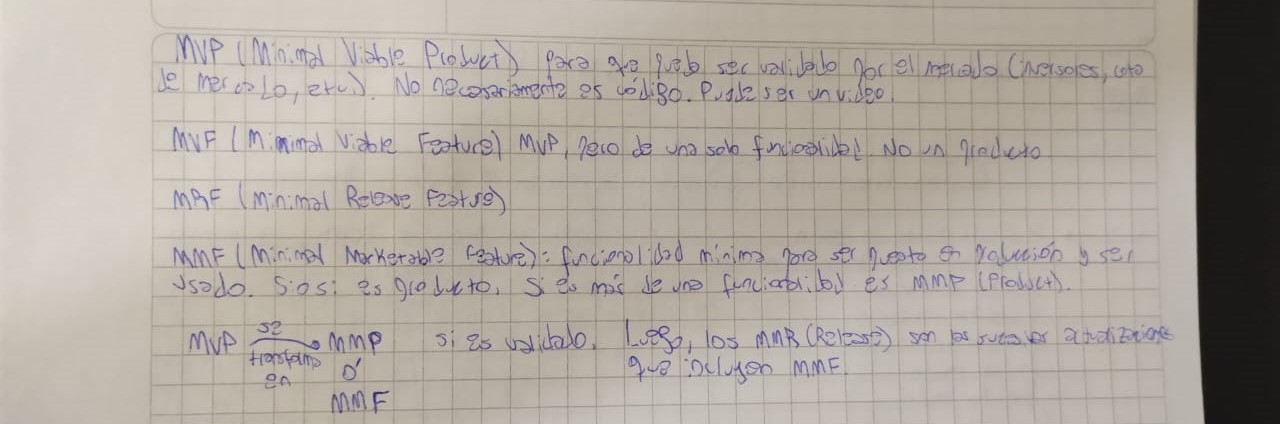 MVP (Minimal Viable Product) para que pueda ser validado por el mercado (inversores, cuota
de mercado, etc.). No necesariamente es código. Puede ser un video.
MVF (Minimal Viable Feature) MVP, pero de una sola funcionalidad. No un producto
MRF (Minimal Release Feature)
MMF (Minimal Marketable Feature): funcionalidad mínima para ser puesto en producción y ser
usado. Si o si es producto. Si es más de una funcionalidad es MMP (Product).
MVP se transforma en MMP si es validado. Luego, los MMR (Release) son las actualizaciones
O' que incluyen MMF
MMF